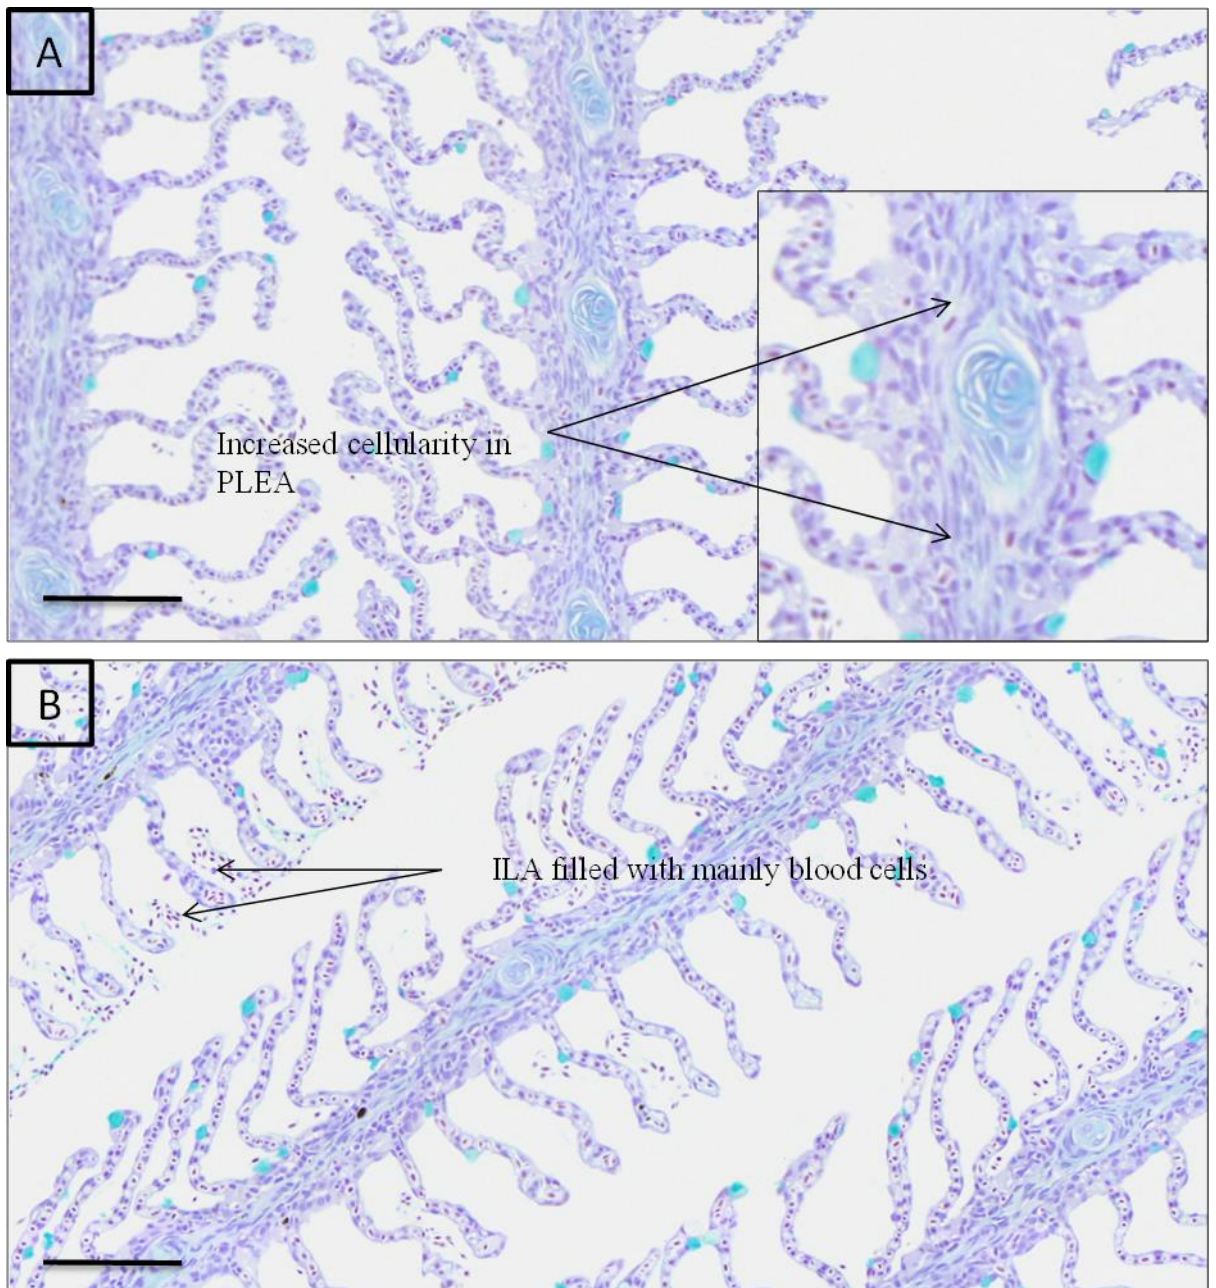 A
Increased cellularity in
PLEA
B
ILA filled with mainly blood cells